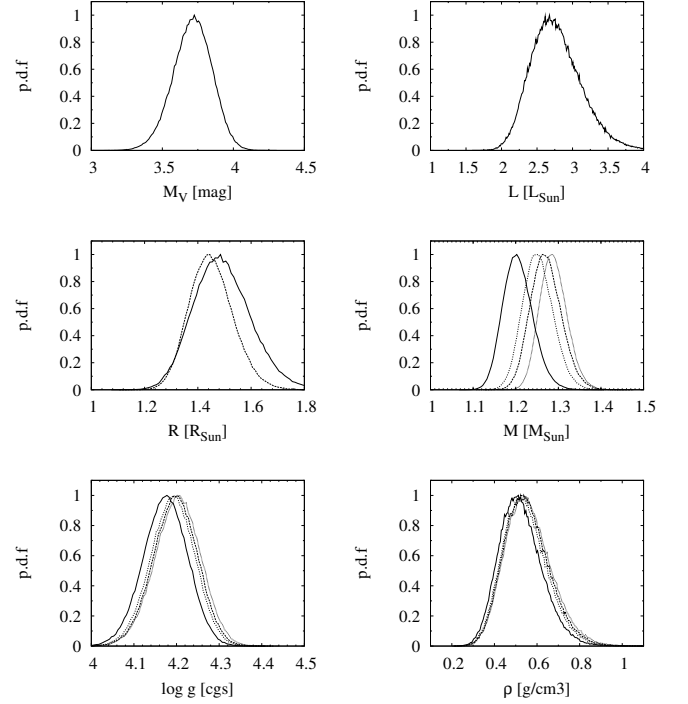 p.d.f
1
0.8
0.6
0.4
0.2
0
3 3.5 4 4.5
M_V [mag]
p.d.f
1
0.8
0.6
0.4
0.2
0
1 1.5 2 2.5 3 3.5 4
L [L_Sun]
p.d.f
1
0.8
0.6
0.4
0.2
0
1 1.2 1.4 1.6 1.8
R [R_Sun]
p.d.f
1
0.8
0.6
0.4
0.2
0
1 1.1 1.2 1.3 1.4 1.5
M [M_Sun]
p.d.f
1
0.8
0.6
0.4
0.2
0
4 4.1 4.2 4.3 4.4 4.5
log g [cgs]
p.d.f
1
0.8
0.6
0.4
0.2
0
0.2 0.4 0.6 0.8 1
ρ [g/cm3]